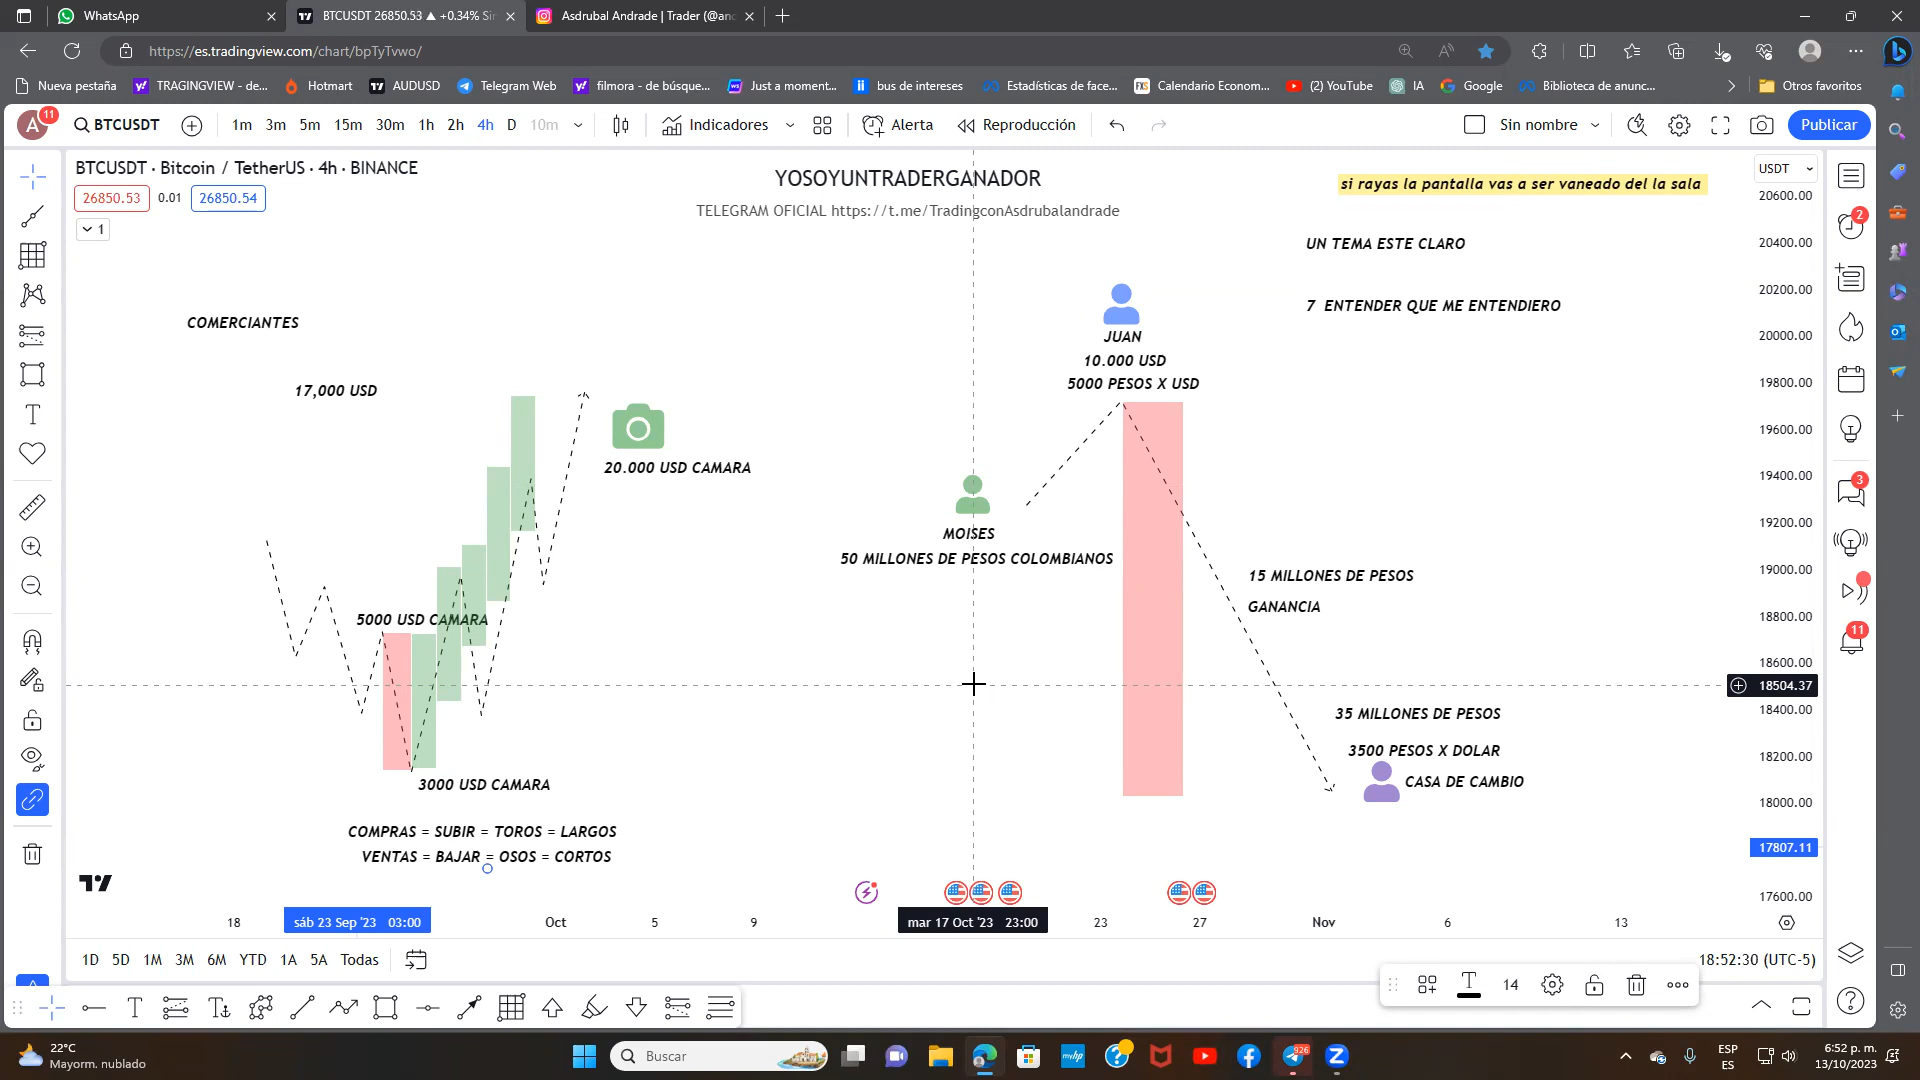 WhatsApp
BTCUSDT 26850.53 ▲ +0.34% Sin
Asdrubal Andrade | Trader (@and
https://es.tradingview.com/chart/bpTyTvwo/
Nueva pestaña
TRAGINGVIEW - de...
Hotmart
AUDUSD
Telegram Web
filmora - de búsque...
Just a moment...
bus de intereses
Estadísticas de face...
Calendario Econom...
(2) YouTube
IA
Google
Biblioteca de anunc...
Otros favoritos
A 11
BTCUSDT
1m 3m 5m 15m 30m 1h 2h 4h D 10m
Indicadores
Alerta
Reproducción
Sin nombre
Publicar
BTCUSDT · Bitcoin / TetherUS · 4h · BINANCE
26850.53 0.01 26850.54
1
YOSOYUNTRADERGANADOR
TELEGRAM OFICIAL https://t.me/TradingconAsdrubalandrade
si rayas la pantalla vas a ser vaneado del la sala
UN TEMA ESTE CLARO
7 ENTENDER QUE ME ENTENDIERO
COMERCIANTES
17,000 USD
20.000 USD CAMARA
5000 USD CAMARA
3000 USD CAMARA
COMPRAS = SUBIR = TOROS = LARGOS
VENTAS = BAJAR = OSOS = CORTOS
JUAN
10.000 USD
5000 PESOS X USD
MOISES
50 MILLONES DE PESOS COLOMBIANOS
15 MILLONES DE PESOS
GANANCIA
35 MILLONES DE PESOS
3500 PESOS X DOLAR
CASA DE CAMBIO
USDT
20600.00
20400.00
20200.00
20000.00
19800.00
19600.00
19400.00
19200.00
19000.00
18800.00
18600.00
18504.37
18400.00
18200.00
18000.00
17807.11
17600.00
2
3
11
18
sáb 23 Sep '23 03:00
Oct
5
9
mar 17 Oct '23 23:00
23
27
Nov
6
13
1D 5D 1M 3M 6M YTD 1A 5A Todas
18:52:30 (UTC-5)
14
22°C
Mayorm. nublado
Buscar
926
ESP
ES
6:52 p. m.
13/10/2023